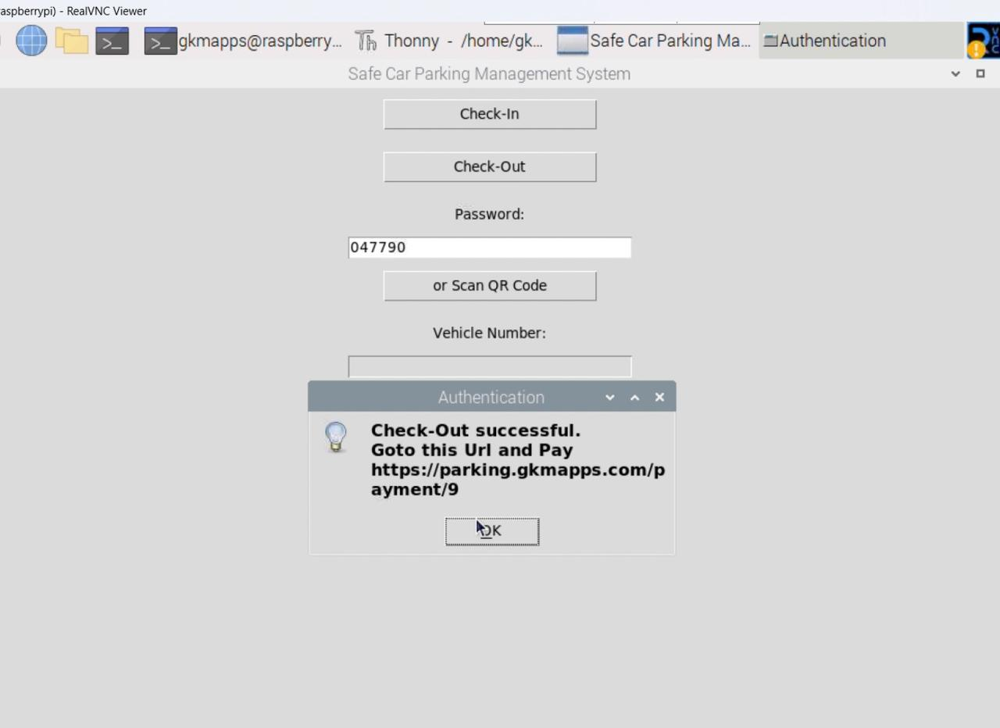 aspberrypi) - RealVNC Viewer
gkmapps@raspberry... Thonny - /home/gk... Safe Car Parking Ma... Authentication
Safe Car Parking Management System
Check-In
Check-Out
Password:
047790
or Scan QR Code
Vehicle Number:
Authentication
Check-Out successful.
Goto this Url and Pay
https://parking.gkmapps.com/p
ayment/9
OK